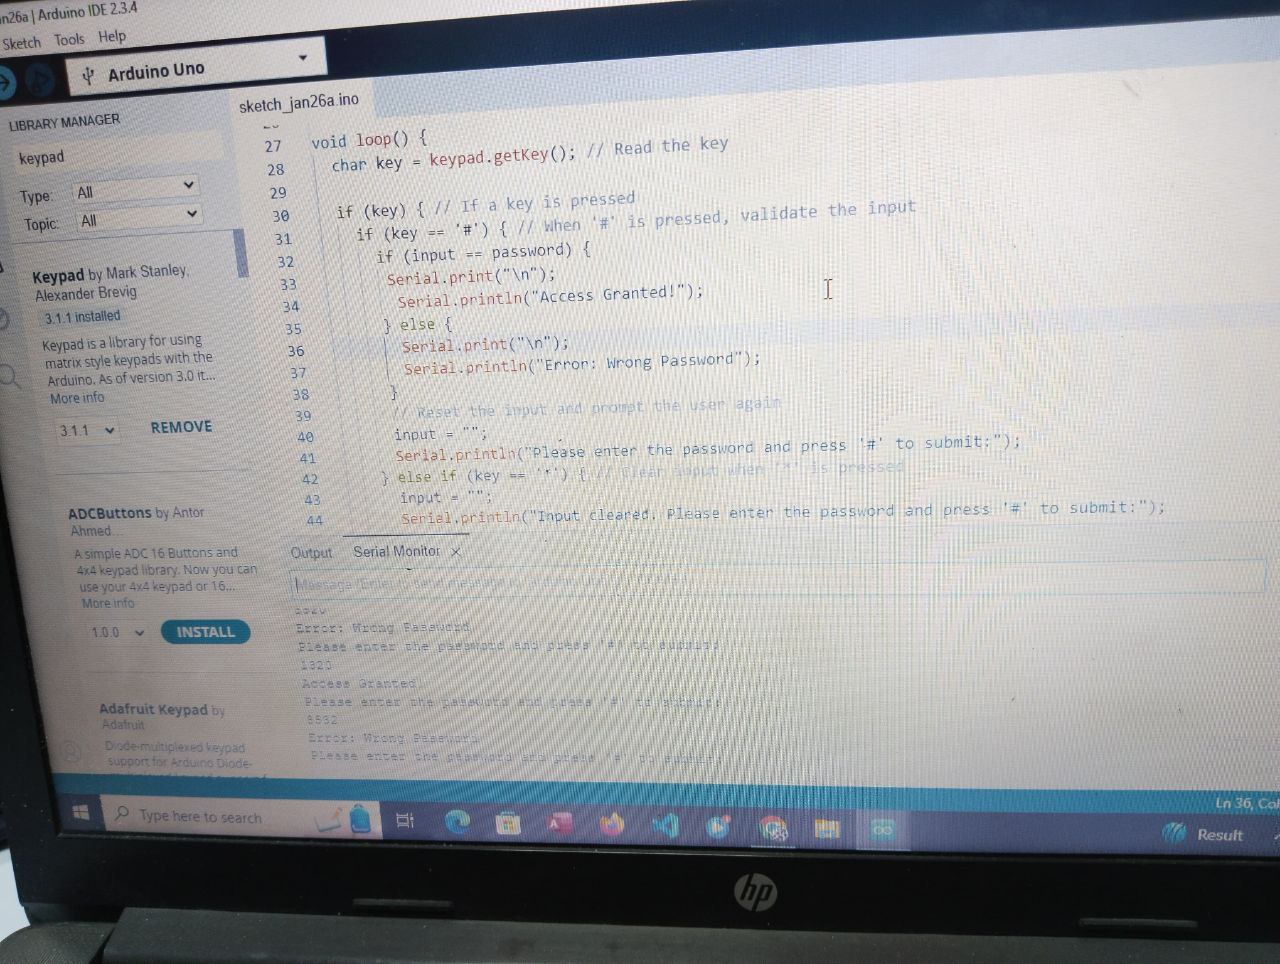 n26a | Arduino IDE 2.3.4
Sketch Tools Help
Arduino Uno
LIBRARY MANAGER
keypad
Type: All
Topic: All
Keypad by Mark Stanley,
Alexander Brevig
3.1.1 installed
Keypad is a library for using
matrix style keypads with the
Arduino. As of version 3.0 it...
More info
3.1.1 REMOVE
ADCButtons by Antor
Ahmed...
A simple ADC 16 Buttons and
4x4 keypad library. Now you can
use your 4x4 keypad or 16...
More info
1.0.0 INSTALL
Adafruit Keypad by
Adafruit
Diode-multiplexed keypad
support for Arduino Diode-
sketch_jan26a.ino
27 void loop() {
28 char key = keypad.getKey(); // Read the key
29
30 if (key) { // If a key is pressed
31 if (key == '#') { // When '#' is pressed, validate the input
32 if (input == password) {
33 Serial.print("\n");
34 Serial.println("Access Granted!");
35 } else {
36 Serial.print("\n");
37 Serial.println("Error: Wrong Password");
38 }
39 // Reset the input and prompt the user again
40 input = "";
41 Serial.println("Please enter the password and press '#' to submit:");
42 } else if (key == '*') { // Clear input when '*' is pressed
43 input = "";
44 Serial.println("Input cleared. Please enter the password and press '#' to submit:");
Output Serial Monitor ×
Error: Wrong Password
Please enter the password and press '#' to submit:
1320
Access Granted
Please enter the password and press '#' to submit:
8532
Error: Wrong Password
Please enter the password and press '#' to submit:
Ln 36, Col
Type here to search
Result
hp